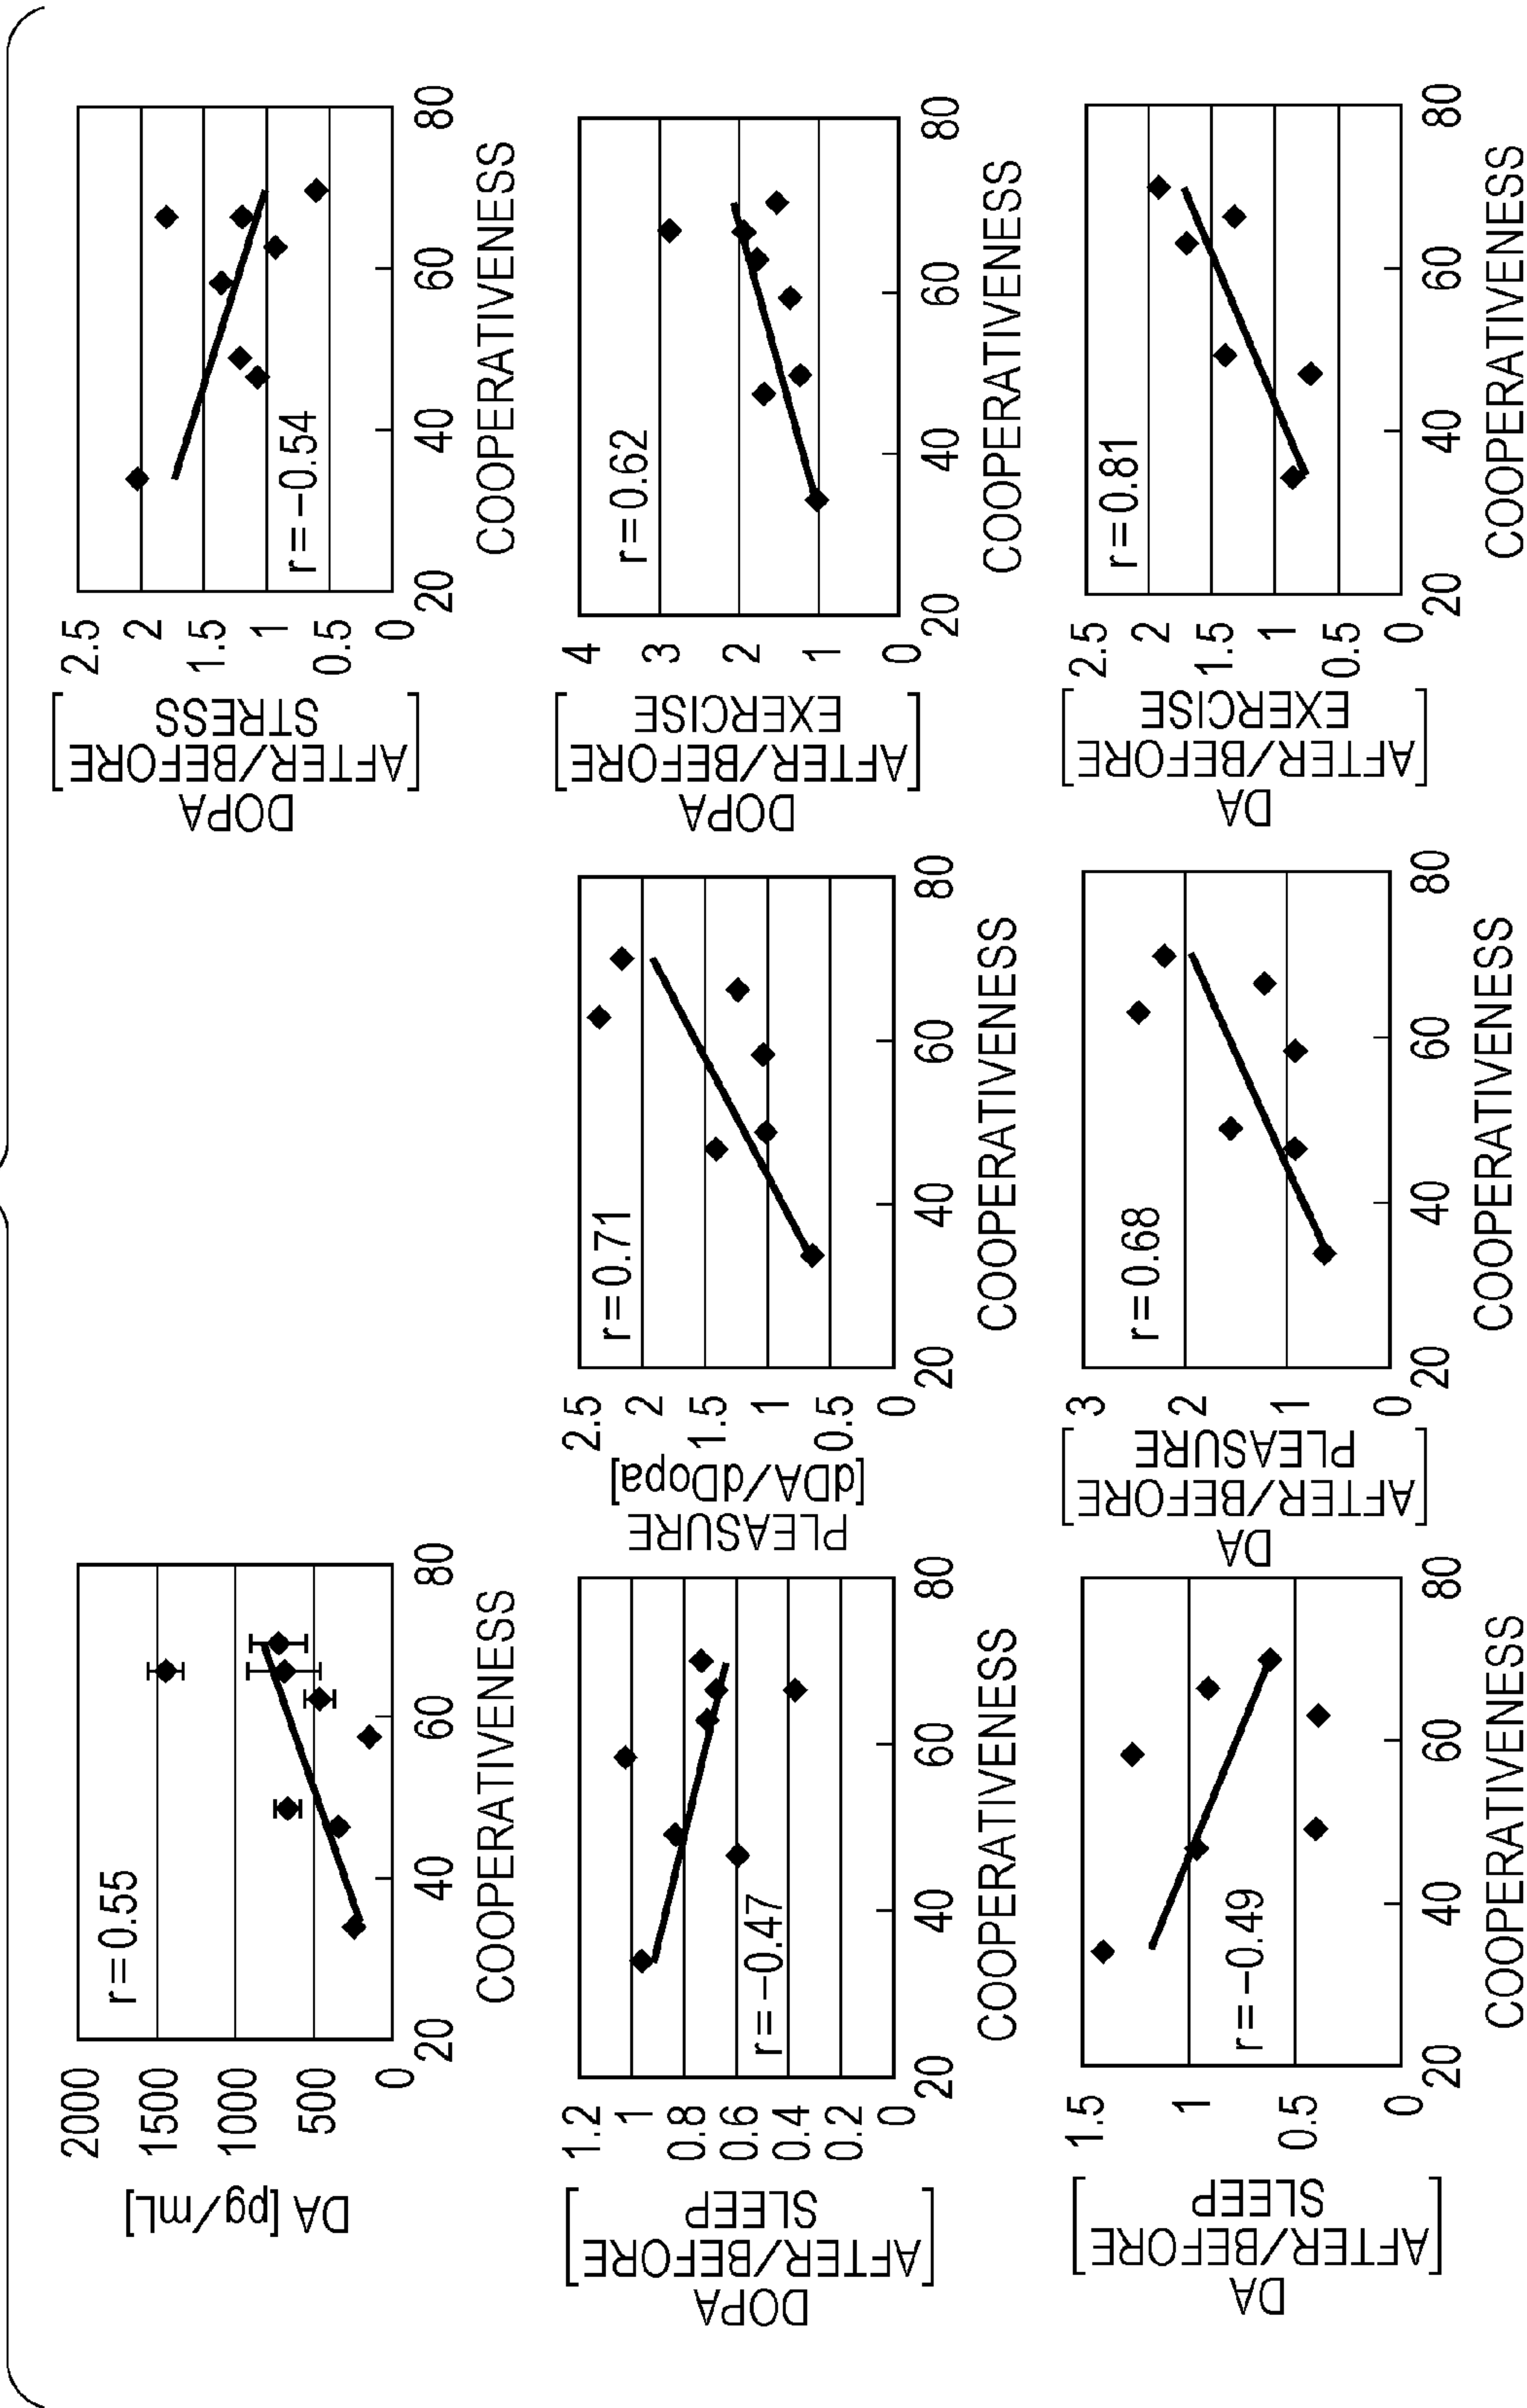 DA [pg/mL]
2000
1500
1000
500
0
r=0.55
20
40
60
80
COOPERATIVENESS
DOPA
[AFTER/BEFORE]
STRESS
2.5
2
1.5
1
0.5
0
r=−0.54
20
40
60
80
COOPERATIVENESS
DOPA
[AFTER/BEFORE]
SLEEP
1.2
1
0.8
0.6
0.4
0.2
0
r=−0.47
20
40
60
80
COOPERATIVENESS
PLEASURE
[dDA/dDopa]
2.5
2
1.5
1
0.5
0
r=0.71
20
40
60
80
COOPERATIVENESS
DOPA
[AFTER/BEFORE]
EXERCISE
4
3
2
1
0
r=0.62
20
40
60
80
COOPERATIVENESS
DA
[AFTER/BEFORE]
SLEEP
1.5
1
0.5
0
r=−0.49
20
40
60
80
COOPERATIVENESS
DA
[AFTER/BEFORE]
PLEASURE
3
2
1
0
r=0.68
20
40
60
80
COOPERATIVENESS
DA
[AFTER/BEFORE]
EXERCISE
2.5
2
1.5
1
0.5
0
r=0.81
20
40
60
80
COOPERATIVENESS